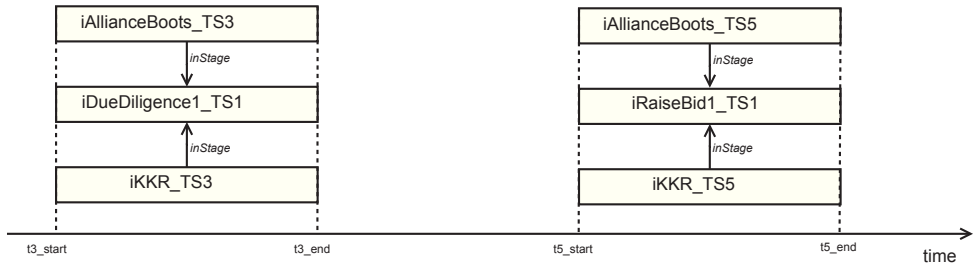 iAllianceBoots_TS3
iAllianceBoots_TS5
inStage
inStage
iDueDiligence1_TS1
iRaiseBid1_TS1
inStage
inStage
iKKR_TS3
iKKR_TS5
t3_start
t3_end
t5_start
t5_end
time